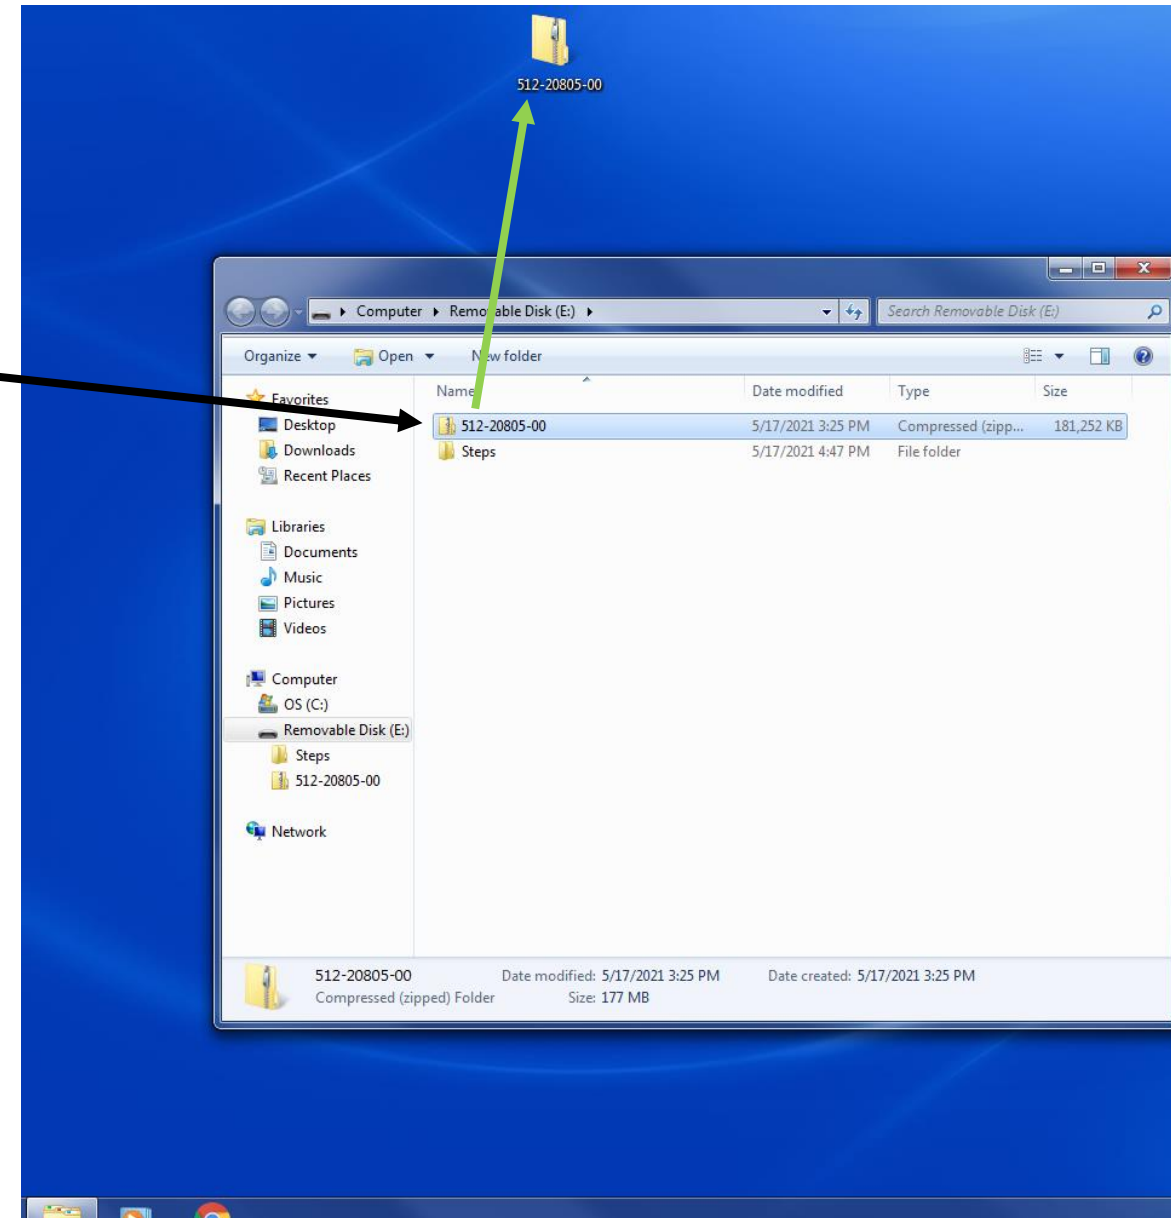 512-20805-00
Computer Removable Disk (E:) Search Removable Disk (E:)
Organize Open New folder
Name Date modified Type Size
512-20805-00 5/17/2021 3:25 PM Compressed (zipp... 181,252 KB
Steps 5/17/2021 4:47 PM File folder
Favorites
Desktop
Downloads
Recent Places
Libraries
Documents
Music
Pictures
Videos
Computer
OS (C:)
Removable Disk (E:)
Steps
512-20805-00
Network
512-20805-00 Date modified: 5/17/2021 3:25 PM Date created: 5/17/2021 3:25 PM
Compressed (zipped) Folder Size: 177 MB